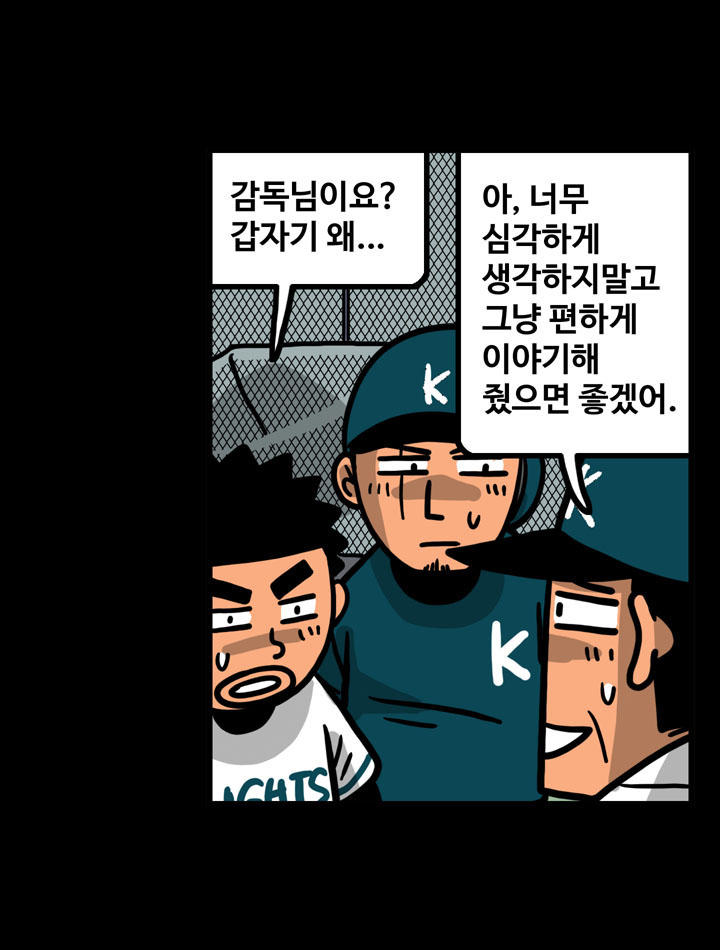 감독님이요?
갑자기 왜...
아, 너무
심각하게
생각하지말고
그냥 편하게
이야기해
줬으면 좋겠어.
K
K
K
IGHTS